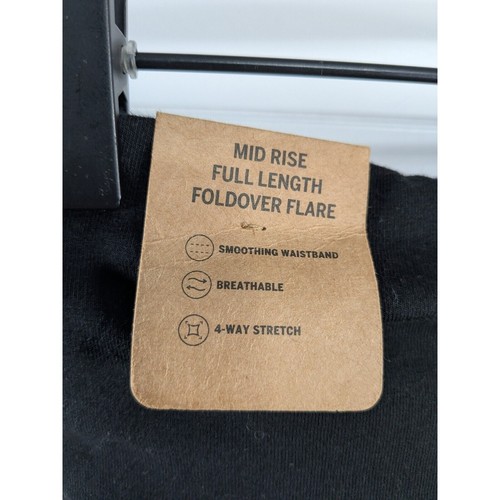 MID RISE
FULL LENGTH
FOLDOVER FLARE
SMOOTHING WAISTBAND
BREATHABLE
4-WAY STRETCH